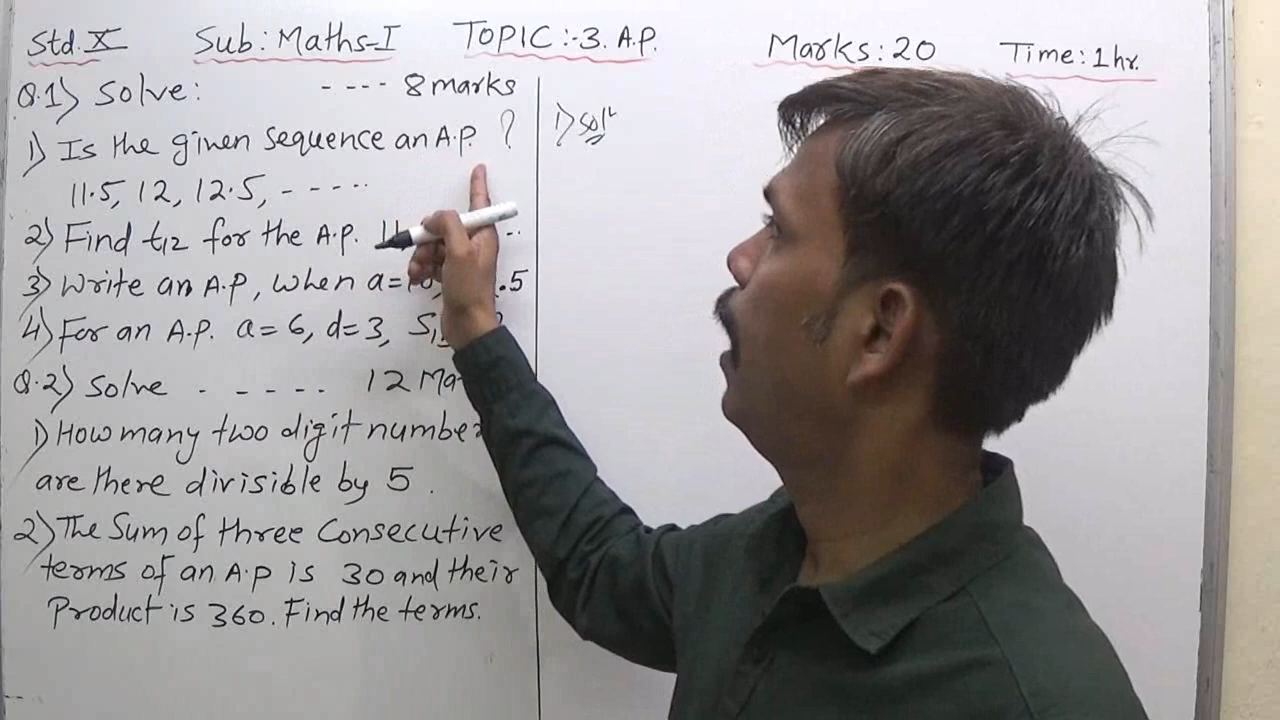 Std. X Sub: Maths-I TOPIC:-3. A.P. Marks: 20 Time: 1hr.
Q.1) Solve: ---- 8 marks
1) Is the given sequence an A.P. ?
11.5, 12, 12.5, -----
2) Find t12 for the A.P.
3) Write an A.P, when a= .5
4) For an A.P. a=6, d=3,
Q.2) Solve ----- 12
1) How many two digit number
are there divisible by 5.
2) The Sum of three Consecutive
terms of an A.P is 30 and their
Product is 360. Find the terms.
1) Solⁿ